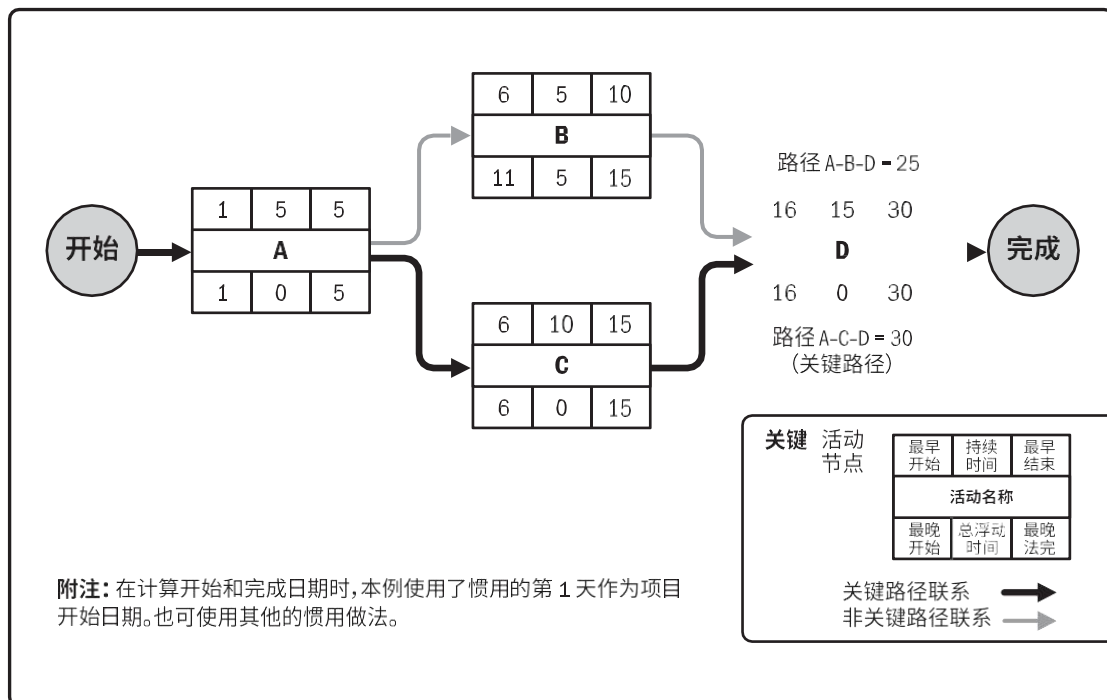 6 5 10
B
11 5 15
路径 A-B-D = 25
1 5 5
16 15 30
开始
A
D
完成
1 0 5
16 0 30
6 10 15
路径 A-C-D = 30
C
（关键路径）
6 0 15
关键 活动
节点
最早
开始
持续
时间
最早
结束
活动名称
最晚
开始
总浮动
时间
最晚
法完
附注：在计算开始和完成日期时，本例使用了惯用的第 1 天作为项目
开始日期。也可使用其他的惯用做法。
关键路径联系
非关键路径联系